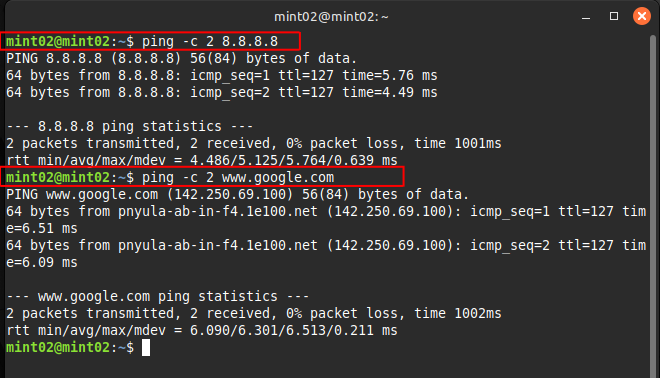 mint02@mint02:~
mint02@mint02:~$ ping -c 2 8.8.8.8
PING 8.8.8.8 (8.8.8.8) 56(84) bytes of data.
64 bytes from 8.8.8.8: icmp_seq=1 ttl=127 time=5.76 ms
64 bytes from 8.8.8.8: icmp_seq=2 ttl=127 time=4.49 ms
--- 8.8.8.8 ping statistics ---
2 packets transmitted, 2 received, 0% packet loss, time 1001ms
rtt min/avg/max/mdev = 4.486/5.125/5.764/0.639 ms
mint02@mint02:~$ ping -c 2 www.google.com
PING www.google.com (142.250.69.100) 56(84) bytes of data.
64 bytes from pnyula-ab-in-f4.1e100.net (142.250.69.100): icmp_seq=1 ttl=127 tim
e=6.51 ms
64 bytes from pnyula-ab-in-f4.1e100.net (142.250.69.100): icmp_seq=2 ttl=127 tim
e=6.09 ms
--- www.google.com ping statistics ---
2 packets transmitted, 2 received, 0% packet loss, time 1002ms
rtt min/avg/max/mdev = 6.090/6.301/6.513/0.211 ms
mint02@mint02:~$